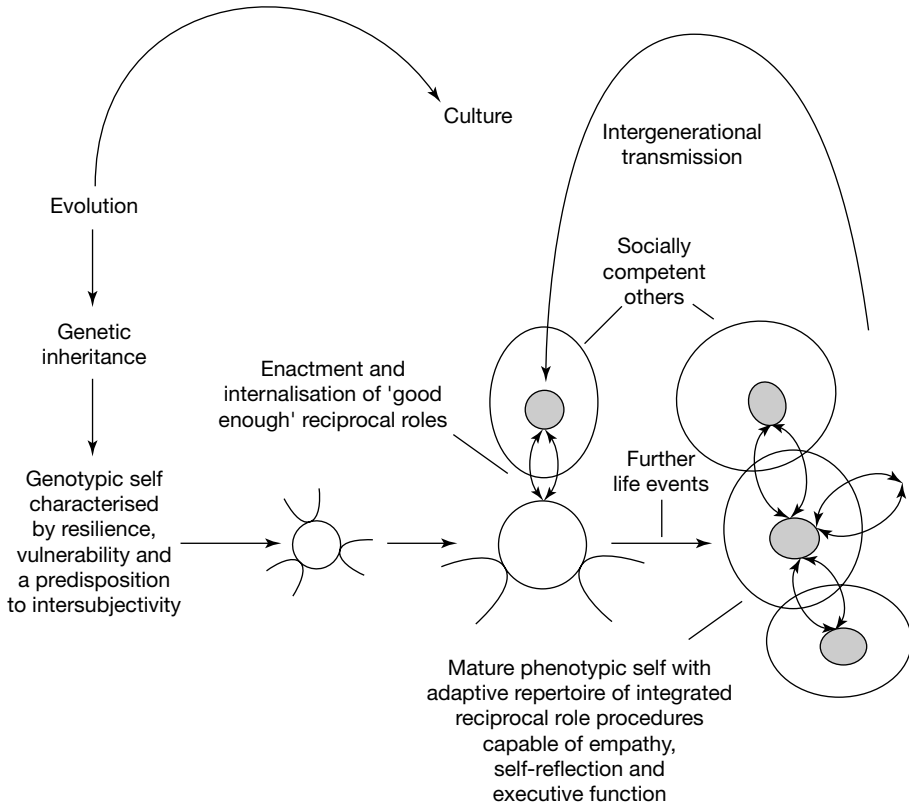 Culture
Intergenerational
transmission
Evolution
Socially
competent
others
Genetic
inheritance
Enactment and
internalisation of 'good
enough' reciprocal roles
Further
life events
Genotypic self
characterised
by resilience,
vulnerability and
a predisposition
to intersubjectivity
Mature phenotypic self with
adaptive repertoire of integrated
reciprocal role procedures
capable of empathy,
self-reflection and
executive function